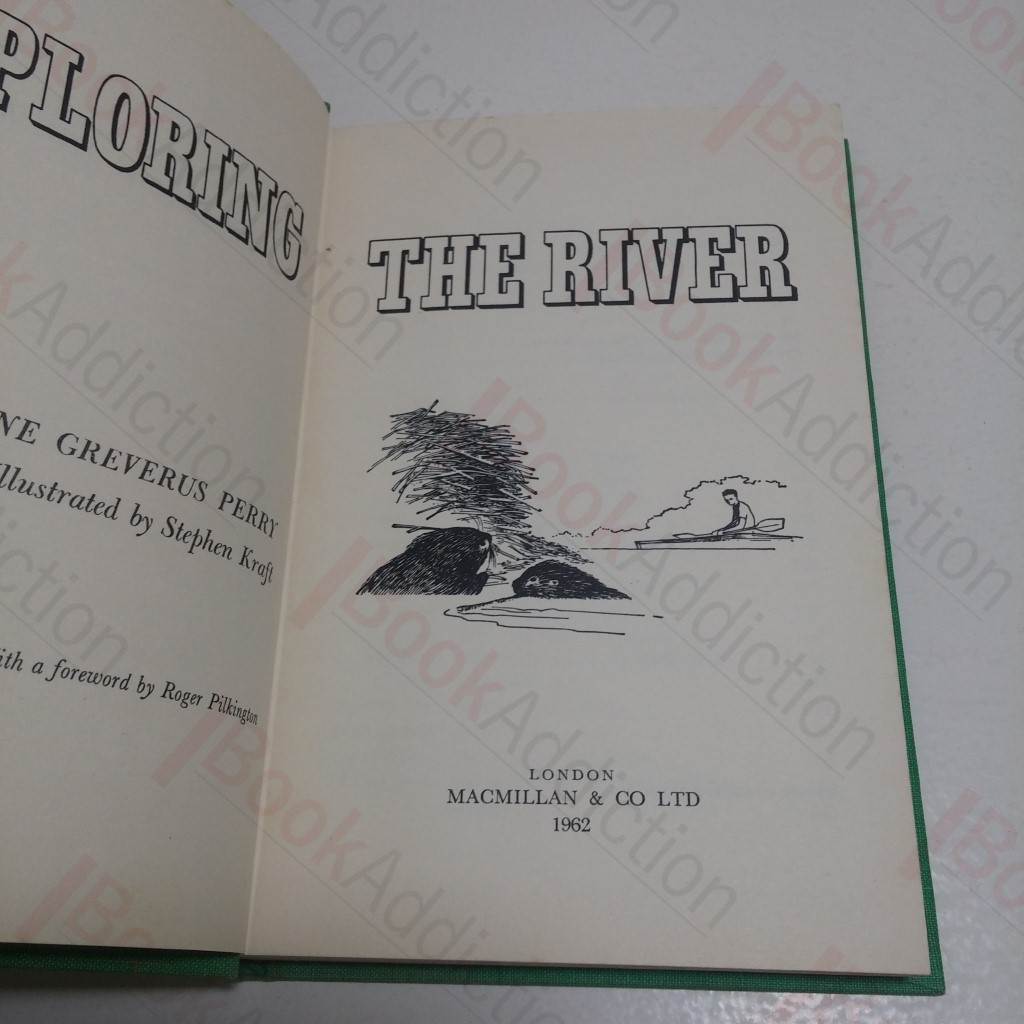 PLORING
NE GREVERUS PERRY
Illustrated by Stephen Kraft
ith a foreword by Roger Pilkington
THE RIVER
LONDON
MACMILLAN & CO LTD
1962
BookAddiction